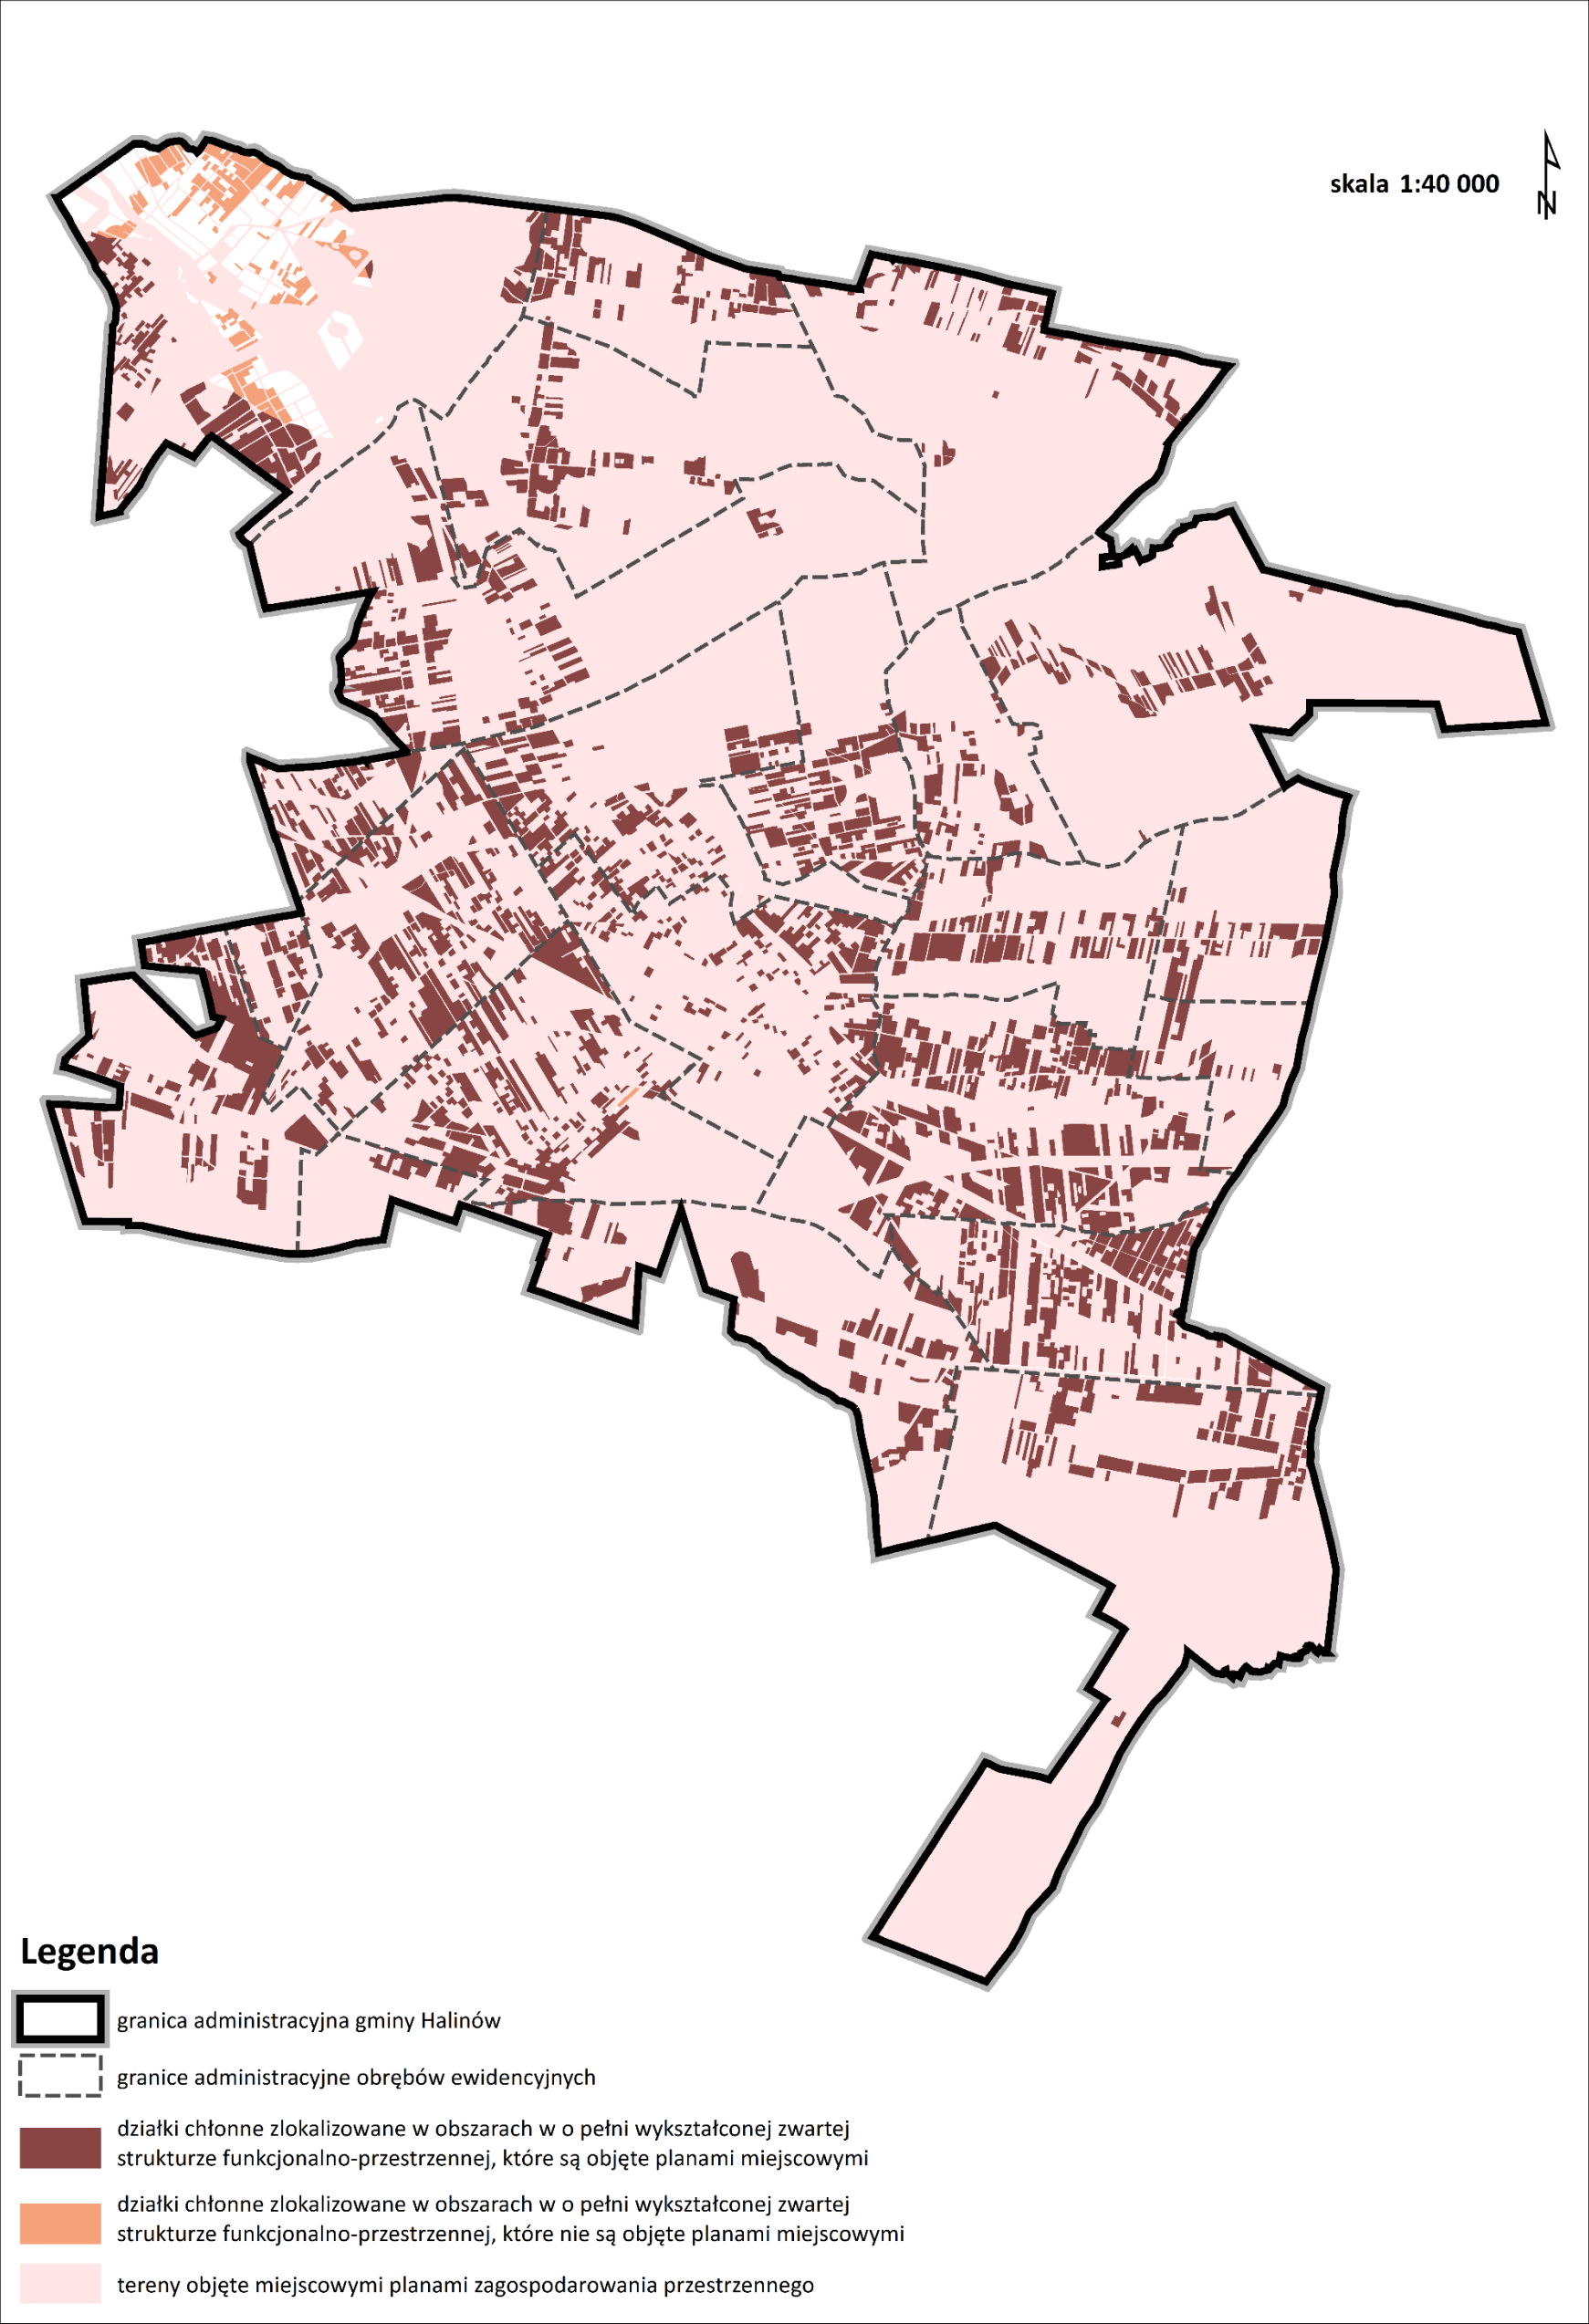 skala 1:40 000
N
Legenda
granica administracyjna gminy Halinów
granice administracyjne obrębów ewidencyjnych
działki chłonne zlokalizowane w obszarach w o pełni wykształconej zwartej
strukturze funkcjonalno-przestrzennej, które są objęte planami miejscowymi
działki chłonne zlokalizowane w obszarach w o pełni wykształconej zwartej
strukturze funkcjonalno-przestrzennej, które nie są objęte planami miejscowymi
tereny objęte miejscowymi planami zagospodarowania przestrzennego